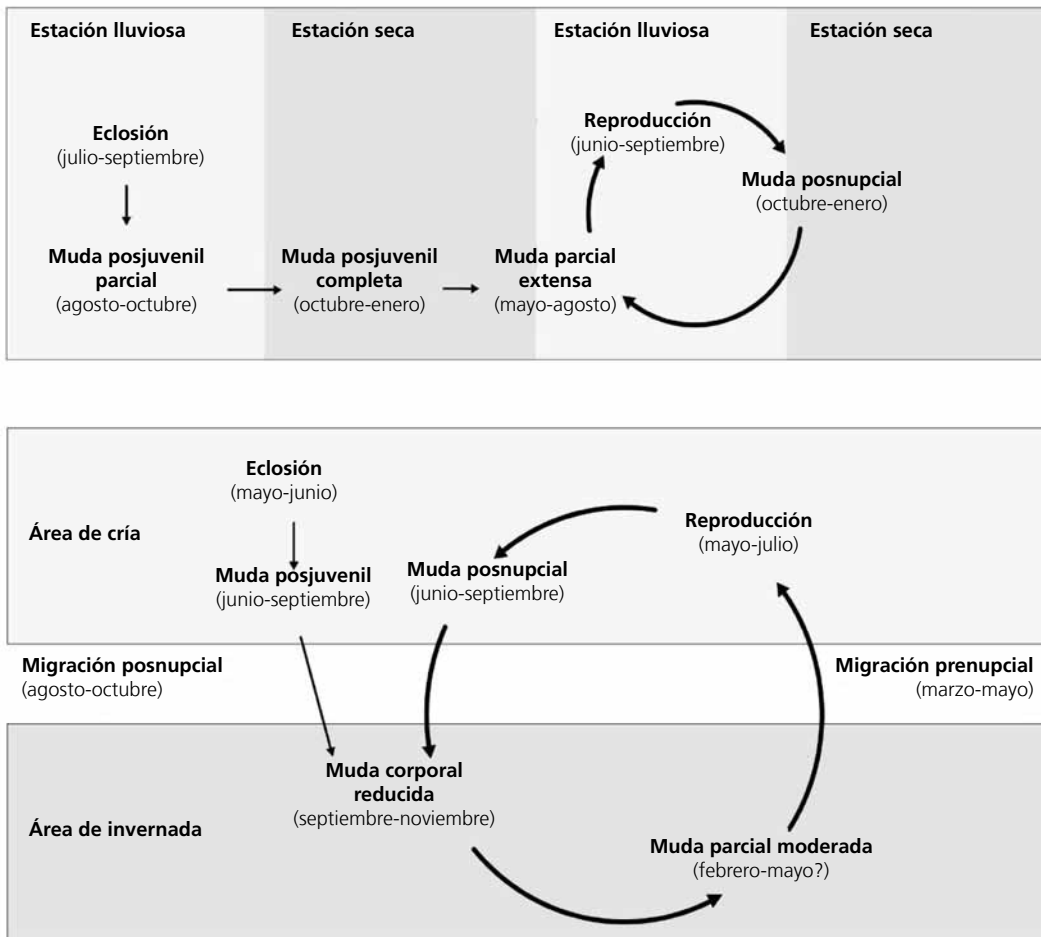 Estación lluviosa
Estación seca
Estación lluviosa
Estación seca
Eclosión
(julio-septiembre)
Reproducción
(junio-septiembre)
Muda posnupcial
(octubre-enero)
Muda posjuvenil
parcial
(agosto-octubre)
Muda posjuvenil
completa
(octubre-enero)
Muda parcial
extensa
(mayo-agosto)
Eclosión
(mayo-junio)
Área de cría
Reproducción
(mayo-julio)
Muda posjuvenil
(junio-septiembre)
Muda posnupcial
(junio-septiembre)
Migración posnupcial
(agosto-octubre)
Migración prenupcial
(marzo-mayo)
Muda corporal
reducida
(septiembre-noviembre)
Área de invernada
Muda parcial moderada
(febrero-mayo?)